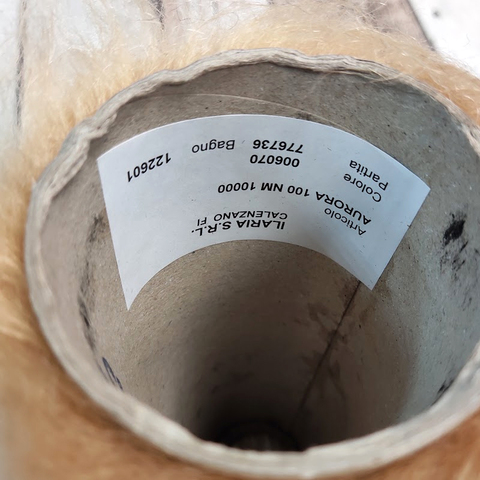 ILARIA S.R.L.
CALENZANO FI
Articolo
AURORA 100 NM 10000
Colore 006070
Partita 776736 Bagno 122601